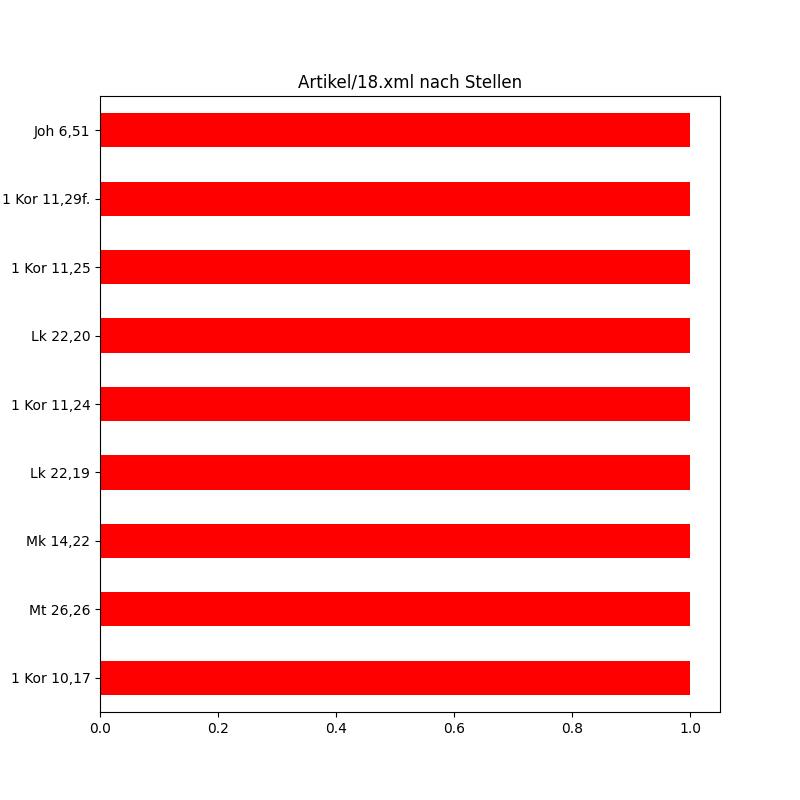 Artikel/18.xml nach Stellen
Joh 6,51
1 Kor 11,29f.
1 Kor 11,25
Lk 22,20
1 Kor 11,24
Lk 22,19
Mk 14,22
Mt 26,26
1 Kor 10,17
0.0 0.2 0.4 0.6 0.8 1.0